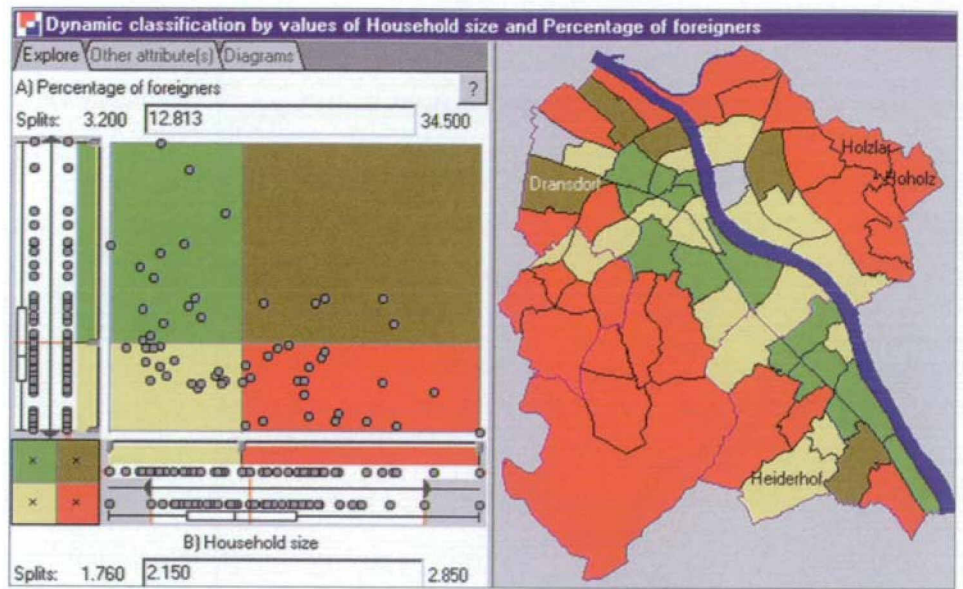 Dynamic classification by values of Household size and Percentage of foreigners
Explore Other attribute(s) Diagrams
A) Percentage of foreigners ?
Splits: 3.200 12.813 34.500
B) Household size
Splits: 1.760 2.150 2.850
Holzlar
Hoholz
Dransdorf
Heiderhof